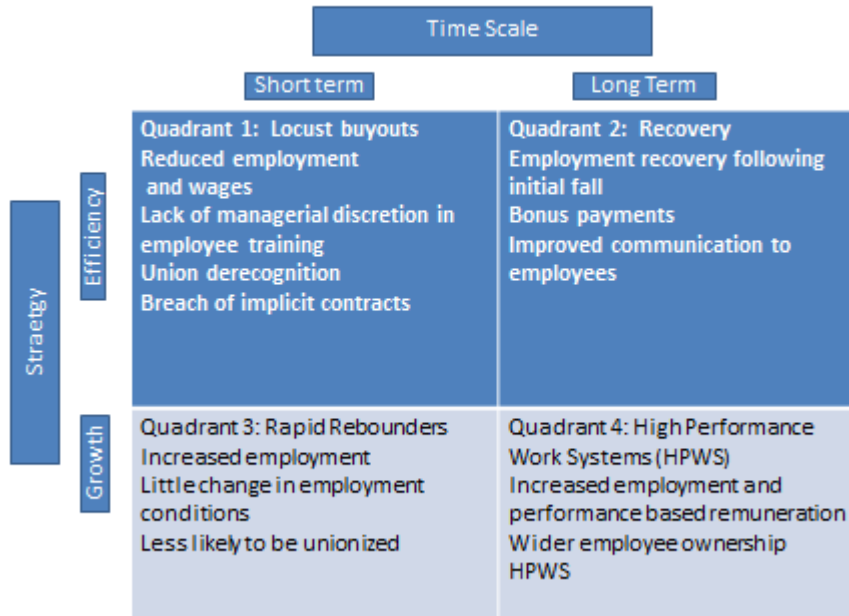 Time Scale
Short term
Long Term
Straetgy
Efficiency
Quadrant 1: Locust buyouts
Reduced employment
and wages
Lack of managerial discretion in
employee training
Union derecognition
Breach of implicit contracts
Quadrant 2: Recovery
Employment recovery following
initial fall
Bonus payments
Improved communication to
employees
Growth
Quadrant 3: Rapid Rebounders
Increased employment
Little change in employment
conditions
Less likely to be unionized
Quadrant 4: High Performance
Work Systems (HPWS)
Increased employment and
performance based remuneration
Wider employee ownership
HPWS